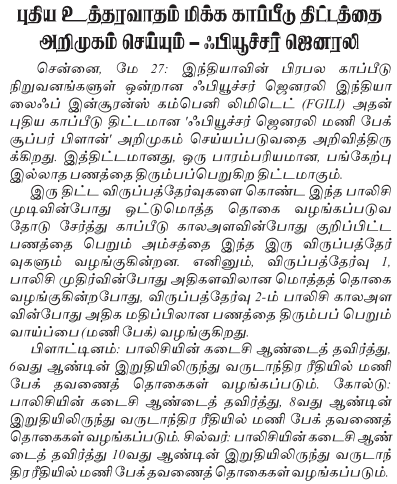 புதிய உத்தரவாதம் மிக்க காப்பீடு திட்டத்தை
அறிமுகம் செய்யும் – ஃபியூச்சர் ஜெனரலி
சென்னை, மே 27: இந்தியாவின் பிரபல காப்பீடு
நிறுவனங்களுள் ஒன்றான ஃபியூச்சர் ஜெனரலி இந்தியா
லைஃப் இன்சூரன்ஸ் கம்பெனி லிமிடெட் (FGILI) அதன்
புதிய காப்பீடு திட்டமான 'ஃபியூச்சர் ஜெனரலி மணி பேக்
சூப்பர் பிளான்' அறிமுகம் செய்யப்படுவதை அறிவித்திரு
க்கிறது. இத்திட்டமானது, ஒரு பாரம்பரியமான, பங்கேற்பு
இல்லாத பணத்தை திரும்பப்பெறுகிற திட்டமாகும்.
இரு திட்ட விருப்பத்தேர்வுகளை கொண்ட இந்த பாலிசி
முடிவின்போது ஒட்டுமொத்த தொகை வழங்கப்படுவ
தோடு சேர்த்து காப்பீடு காலஅளவின்போது குறிப்பிட்ட
பணத்தை பெறும் அம்சத்தை இந்த இரு விருப்பத்தேர்
வுகளும் வழங்குகின்றன. எனினும், விருப்பத்தேர்வு 1,
பாலிசி முதிர்வின்போது அதிகளவிலான மொத்தத் தொகை
வழங்குகின்றபோது, விருப்பத்தேர்வு 2-ம் பாலிசி காலஅள
வின்போது அதிக மதிப்பிலான பணத்தை திரும்பப் பெறும்
வாய்ப்பை (மணி பேக்) வழங்குகிறது.
பிளாட்டினம்: பாலிசியின் கடைசி ஆண்டைத் தவிர்த்து,
6வது ஆண்டின் இறுதியிலிருந்து வருடாந்திர ரீதியில் மணி
பேக் தவணைத் தொகைகள் வழங்கப்படும். கோல்டு:
பாலிசியின் கடைசி ஆண்டைத் தவிர்த்து, 8வது ஆண்டின்
இறுதியிலிருந்து வருடாந்திர ரீதியில் மணி பேக் தவணைத்
தொகைகள் வழங்கப்படும். சில்வர்: பாலிசியின் கடைசி ஆண்
டைத் தவிர்த்து 10வது ஆண்டின் இறுதியிலிருந்து வருடாந்
திர ரீதியில் மணி பேக் தவணைத் தொகைகள் வழங்கப்படும்.